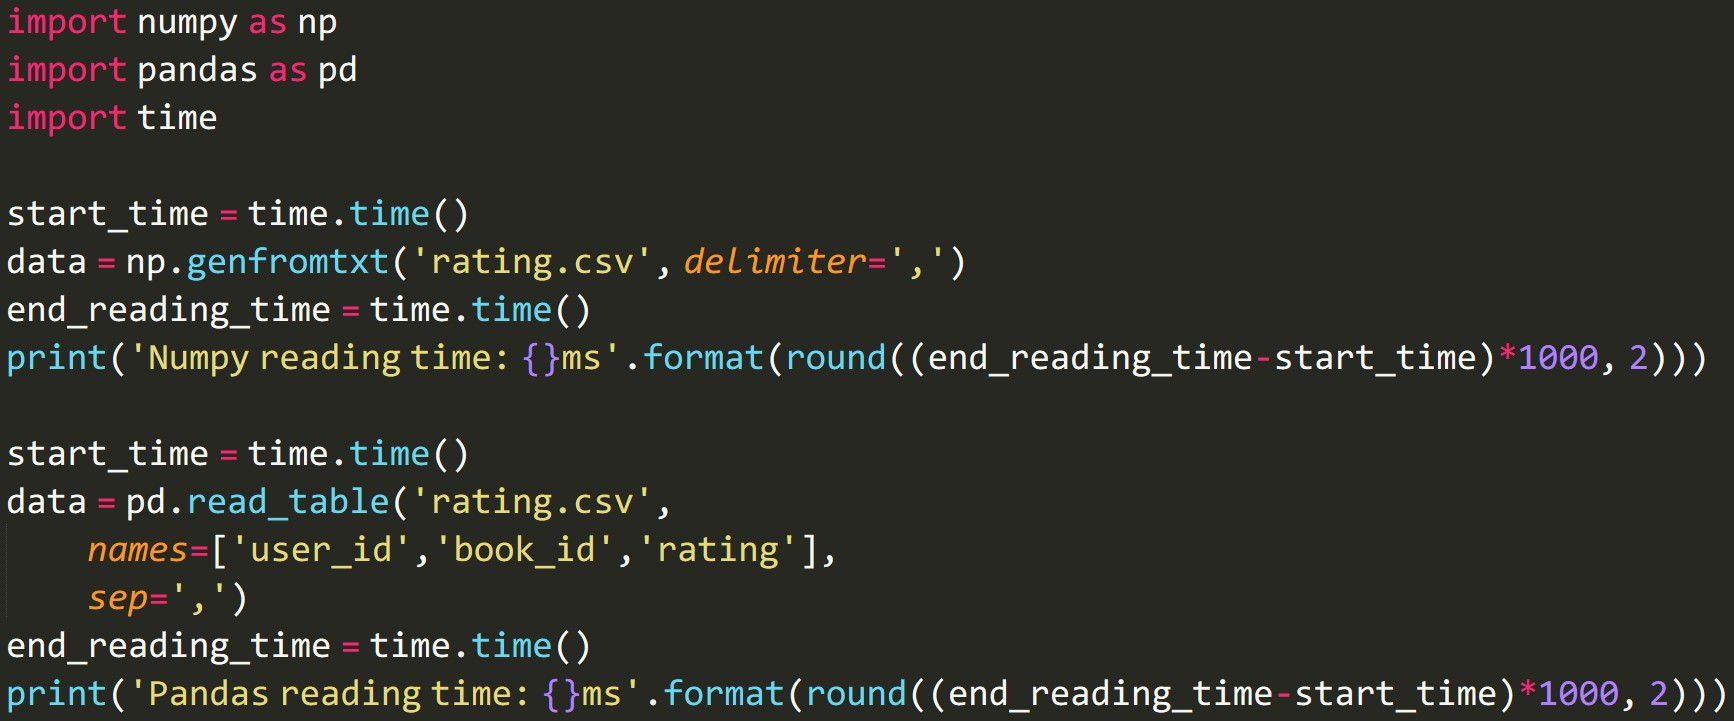 import numpy as np
import pandas as pd
import time
start_time = time.time()
data = np.genfromtxt('rating.csv', delimiter=',')
end_reading_time = time.time()
print('Numpy reading time: {}ms'.format(round((end_reading_time-start_time)*1000, 2)))
start_time = time.time()
data = pd.read_table('rating.csv',
    names=['user_id','book_id','rating'],
    sep=',')
end_reading_time = time.time()
print('Pandas reading time: {}ms'.format(round((end_reading_time-start_time)*1000, 2)))